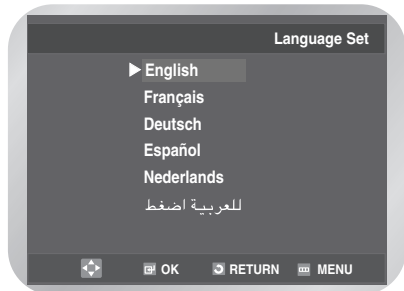 Language Set
English
Français
Deutsch
Español
Nederlands
للعربية اضغط
OK RETURN MENU